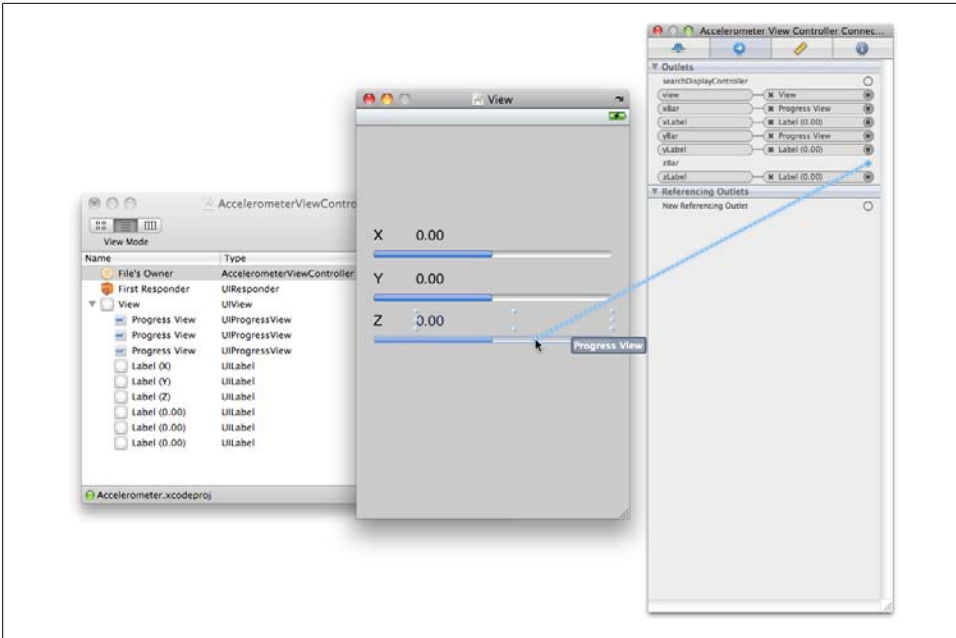 AccelerometerViewContro
View Mode
Name Type
File's Owner AccelerometerViewController
First Responder UIResponder
View UIView
Progress View UIProgressView
Progress View UIProgressView
Progress View UIProgressView
Label (X) UILabel
Label (Y) UILabel
Label (Z) UILabel
Label (0.00) UILabel
Label (0.00) UILabel
Label (0.00) UILabel
Accelerometer.xcodeproj
View
X 0.00
Y 0.00
Z 0.00
Progress View
Accelerometer View Controller Connec...
Outlets
searchDisplayController
view View
xBar Progress View
xLabel Label (0.00)
yBar Progress View
yLabel Label (0.00)
zBar
zLabel Label (0.00)
Referencing Outlets
New Referencing Outlet